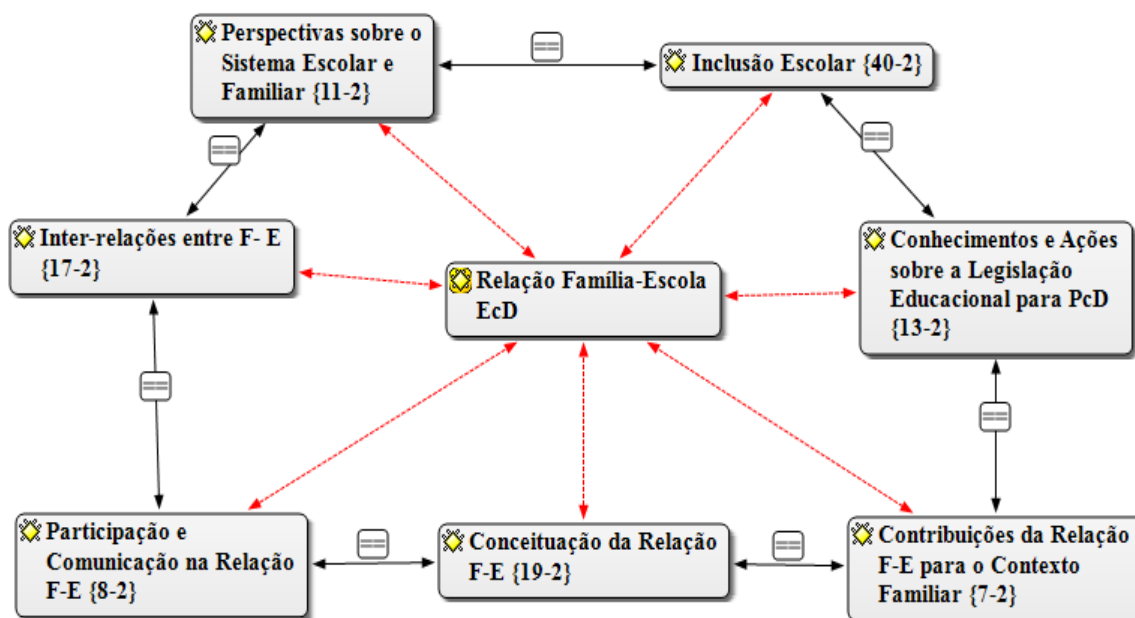 Perspectivas sobre o
Sistema Escolar e
Familiar {11-2}
==
Inclusão Escolar {40-2}
==
==
Inter-relações entre F- E
{17-2}
Relação Família-Escola
EcD
Conhecimentos e Ações
sobre a Legislação
Educacional para PcD
{13-2}
==
==
Participação e
Comunicação na Relação
F-E {8-2}
==
Conceituação da Relação
F-E {19-2}
==
Contribuições da Relação
F-E para o Contexto
Familiar {7-2}